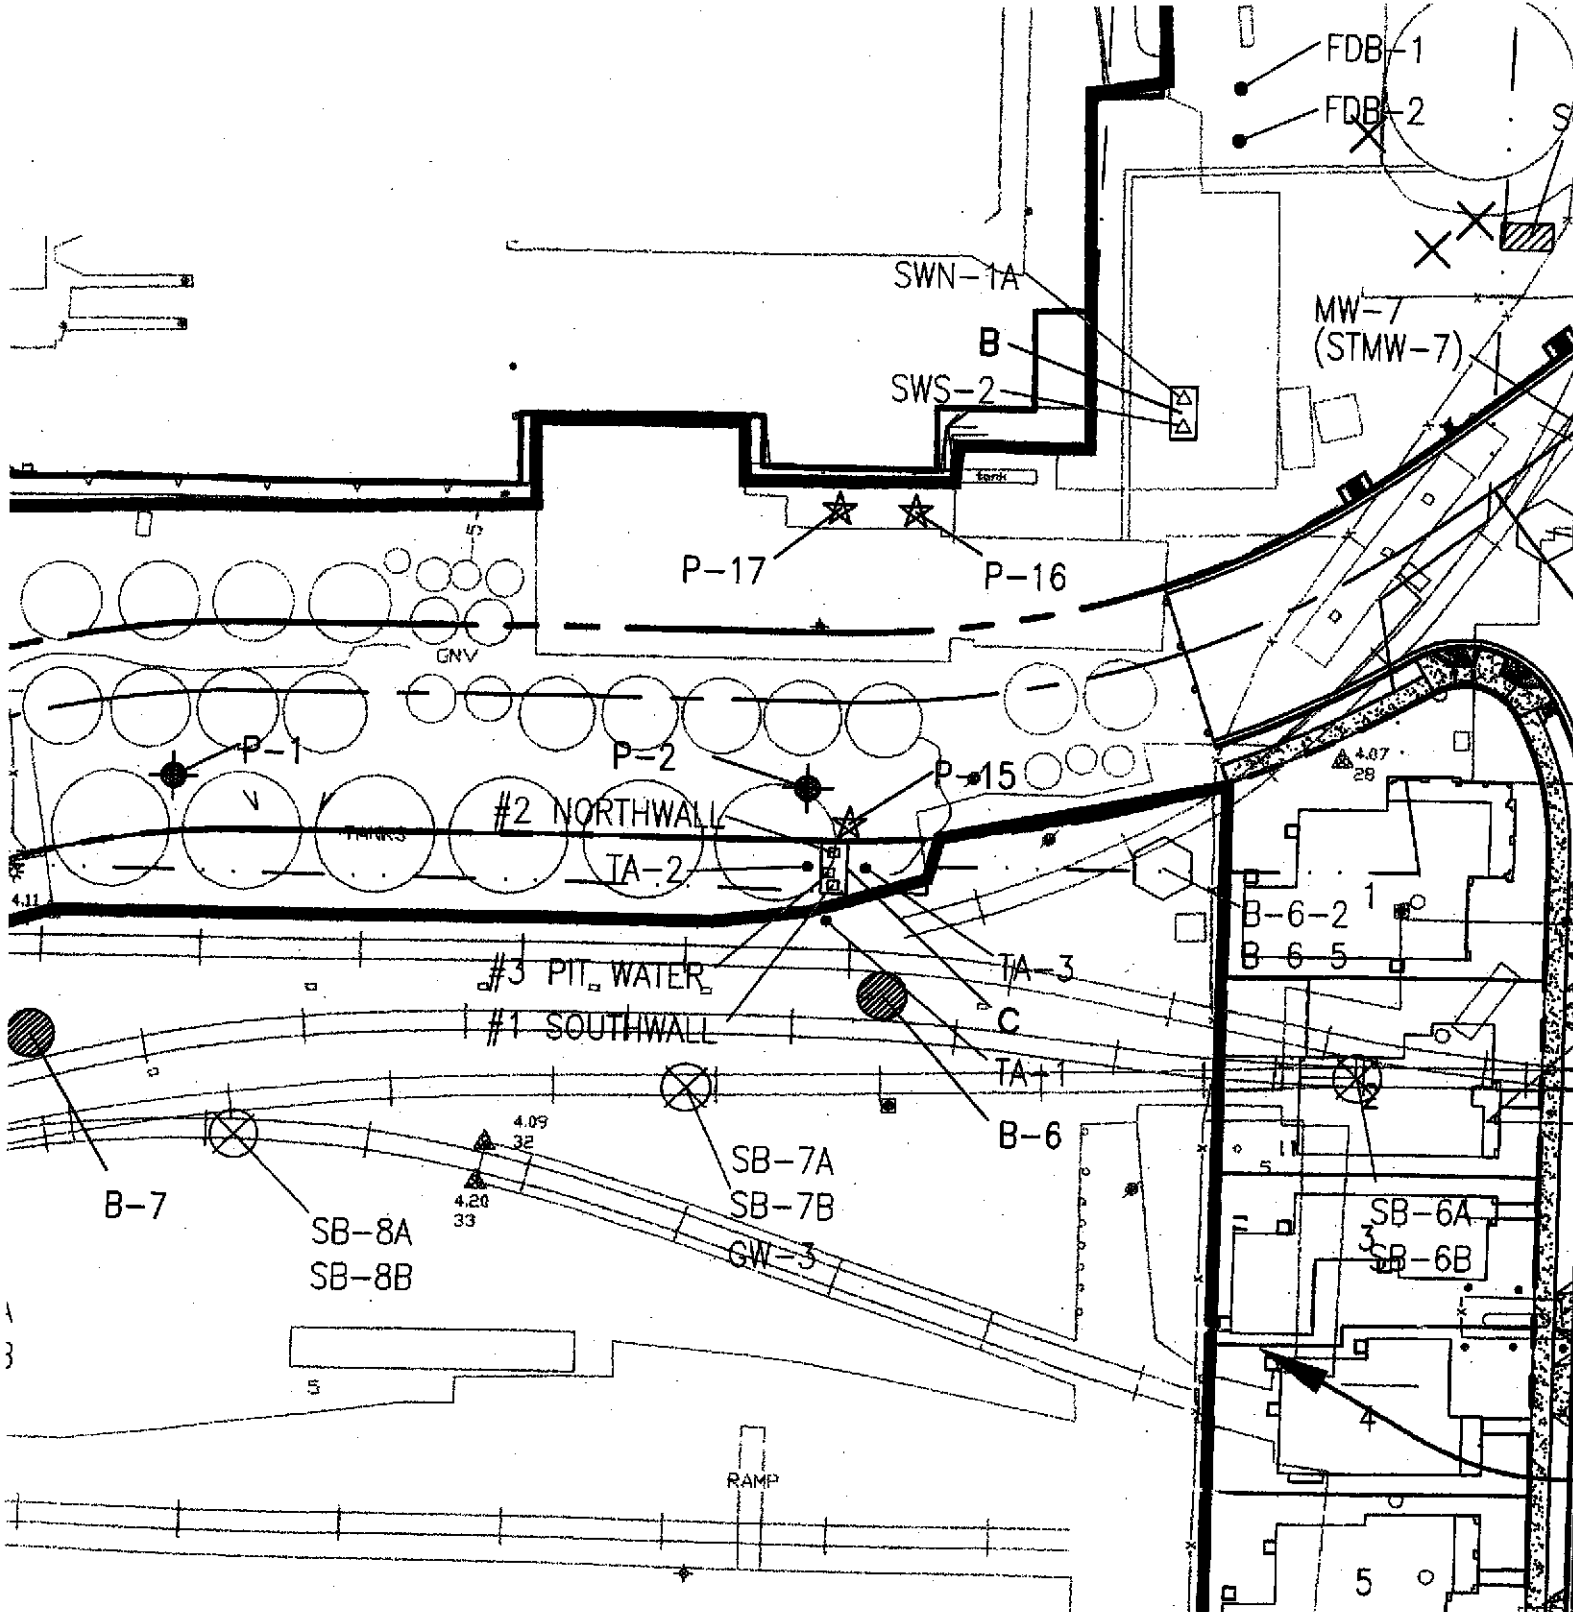 FDB-1
FDB-2
S
SWN-1A
B
SWS-2
MW-7
(STMW-7)
tank
5
P-17
P-16
GNV
P-1
P-2
P-15
4.07
28
#2 NORTHWALL
TANKS
TA-2
4.11
1
B-6-2
B-6-5
#3 PIT WATER
TA-3
C
#1 SOUTHWALL
TA-1
2
B-6
4.09
32
SB-7A
SB-7B
4.20
33
B-7
SB-8A
SB-8B
GW-3
11
5
SB-6A
3
SB-6B
A
B
5
4
RAMP
5